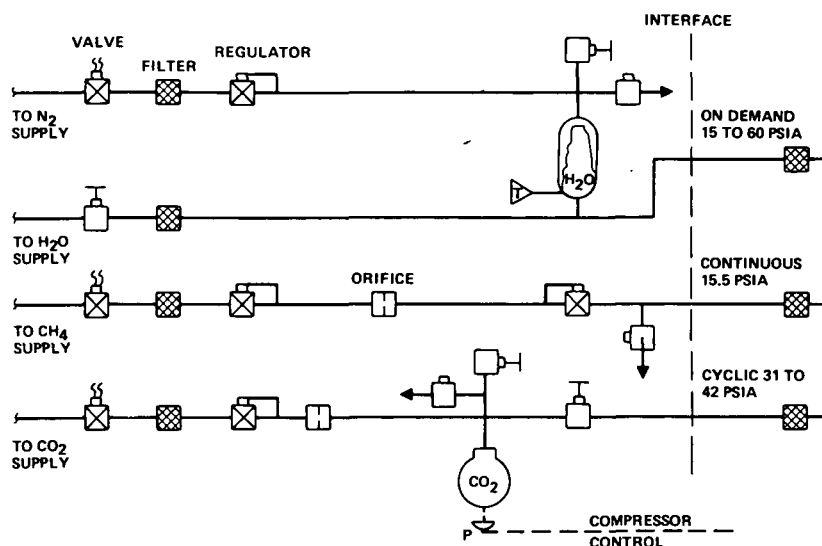 INTERFACE
VALVE
FILTER
REGULATOR
TO N2
SUPPLY
ON DEMAND
15 TO 60 PSIA
H2O
T
TO H2O
SUPPLY
ORIFICE
CONTINUOUS
15.5 PSIA
TO CH4
SUPPLY
CYCLIC 31 TO
42 PSIA
TO CO2
SUPPLY
CO2
P
COMPRESSOR
CONTROL